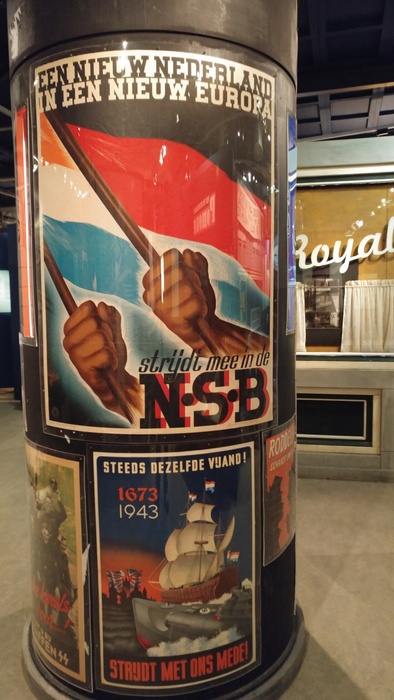 EEN NIEUW NEDERLAND
IN EEN NIEUW EUROPA
strijdt mee in de
N·S·B
Royal
STEEDS DEZELFDE VIJAND!
1673
1943
STRIJDT MET ONS MEDE!